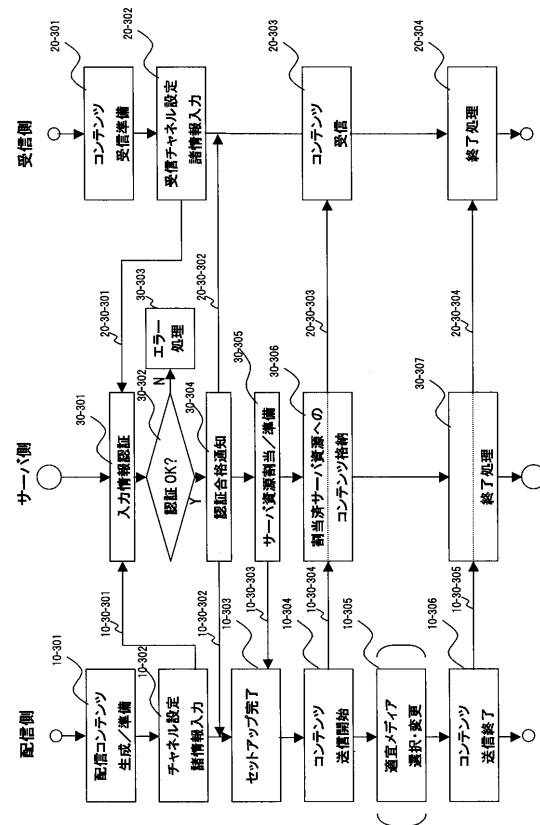 配信側
10-301
配信コンテンツ
生成/準備
10-302
チャネル設定
諸情報入力
10-30-301
10-30-302
10-303
セットアップ完了
10-30-303
10-304
コンテンツ
送信開始
10-30-304
10-305
適宜メディア
選択・変更
10-306
コンテンツ
送信終了
10-30-305
サーバ側
30-301
入力情報認証
30-302
認証OK?
Y
N
30-303
エラー
処理
30-304
認証合格通知
30-305
サーバ資源割当/準備
30-306
割当済サーバ資源への
コンテンツ格納
30-307
終了処理
20-30-301
20-30-302
20-30-303
20-30-304
受信側
20-301
コンテンツ
受信準備
20-302
受信チャネル設定
諸情報入力
20-303
コンテンツ
受信
20-304
終了処理